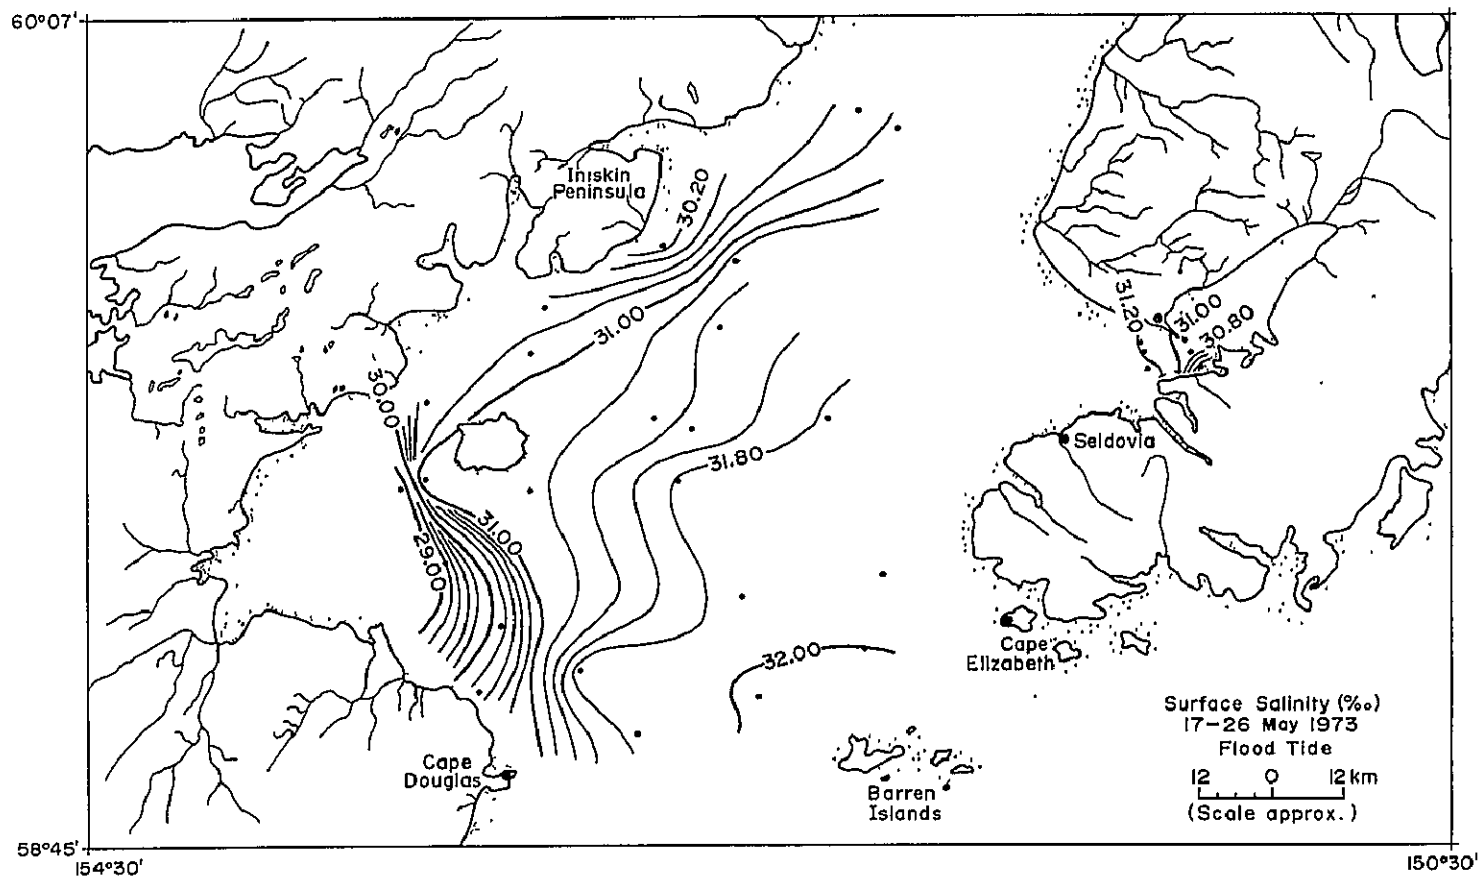 60°07'
Iniskin
Peninsula
30.20
31.00
31.20
31.00
30.80
30.00
31.80
Seldovia
31.00
29.00
32.00
Cape
Elizabeth
Surface Salinity (‰)
17-26 May 1973
Flood Tide
12 0 12 km
(Scale approx.)
Cape
Douglas
Barren
Islands
58°45'
154°30'
150°30'